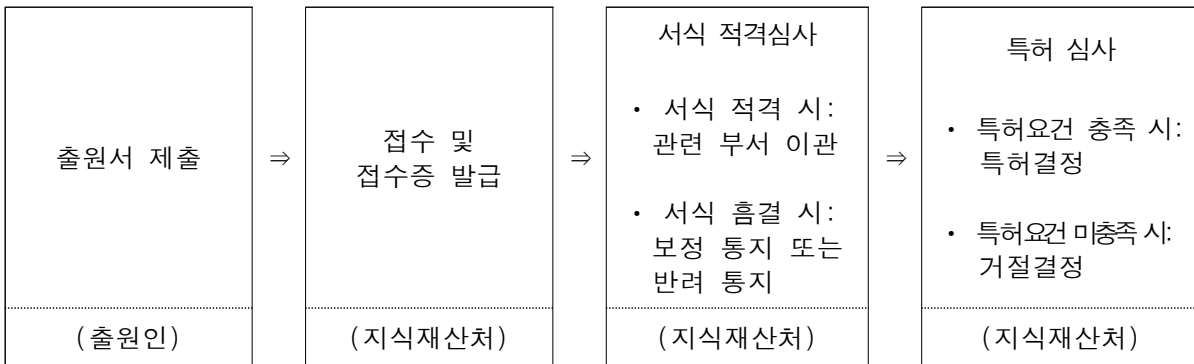 출원서 제출
(출원인)
⇒
접수 및
접수증 발급
(지식재산처)
⇒
서식 적격심사
• 서식 적격 시:
관련 부서 이관
• 서식 흠결 시:
보정 통지 또는
반려 통지
(지식재산처)
⇒
특허 심사
• 특허요건 충족 시:
특허결정
• 특허요건 미충족 시:
거절결정
(지식재산처)